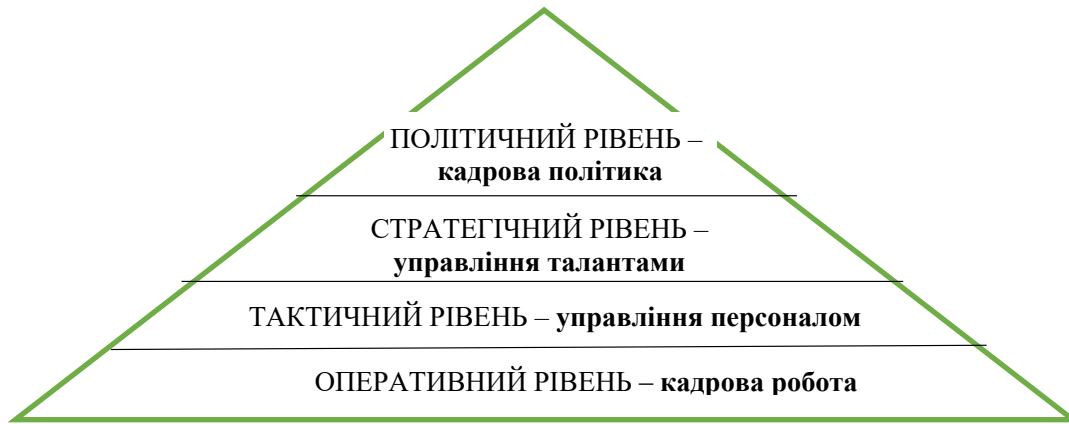 ПОЛІТИЧНИЙ РІВЕНЬ –
кадрова політика
СТРАТЕГІЧНИЙ РІВЕНЬ –
управління талантами
ТАКТИЧНИЙ РІВЕНЬ – управління персоналом
ОПЕРАТИВНИЙ РІВЕНЬ – кадрова робота